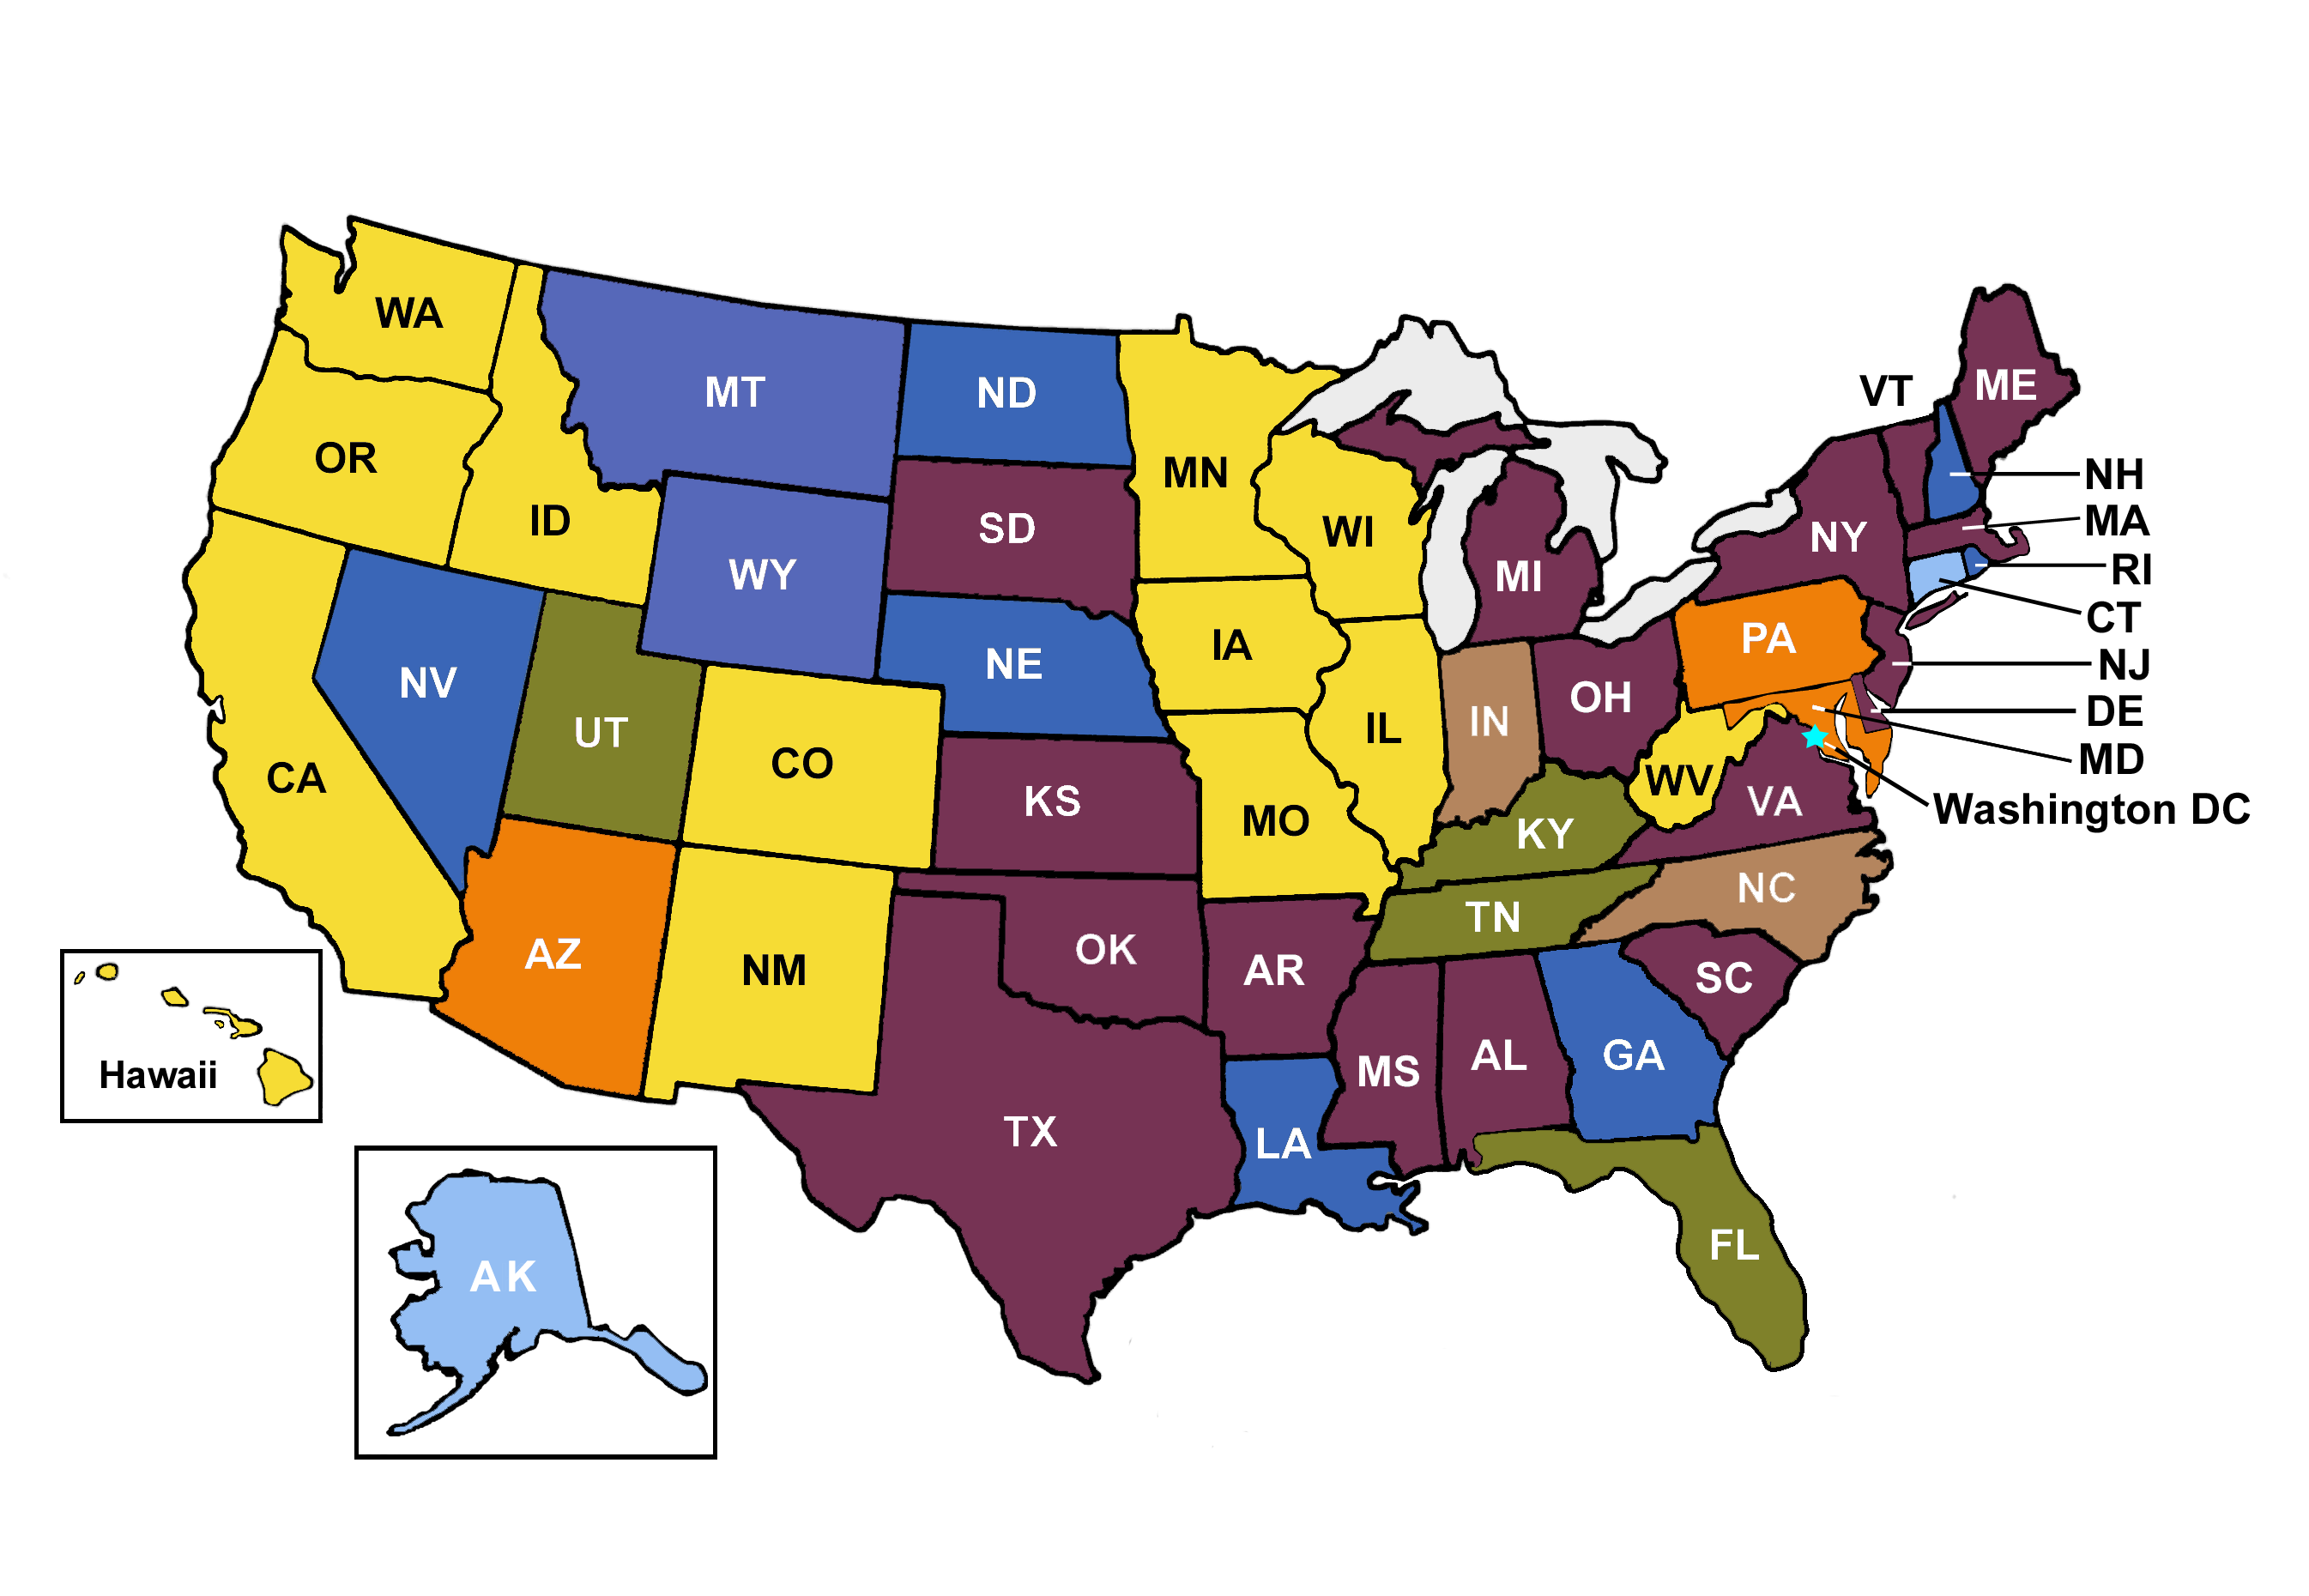 WA
MT
ND
VT
ME
OR
MN
NH
ID
SD
WI
NY
MA
WY
MI
RI
CT
NV
NE
IA
PA
NJ
UT
IN
OH
DE
CO
IL
MD
CA
KS
MO
KY
WV
VA
Washington DC
AZ
NM
OK
AR
TN
NC
SC
Hawaii
TX
MS
AL
GA
LA
AK
FL